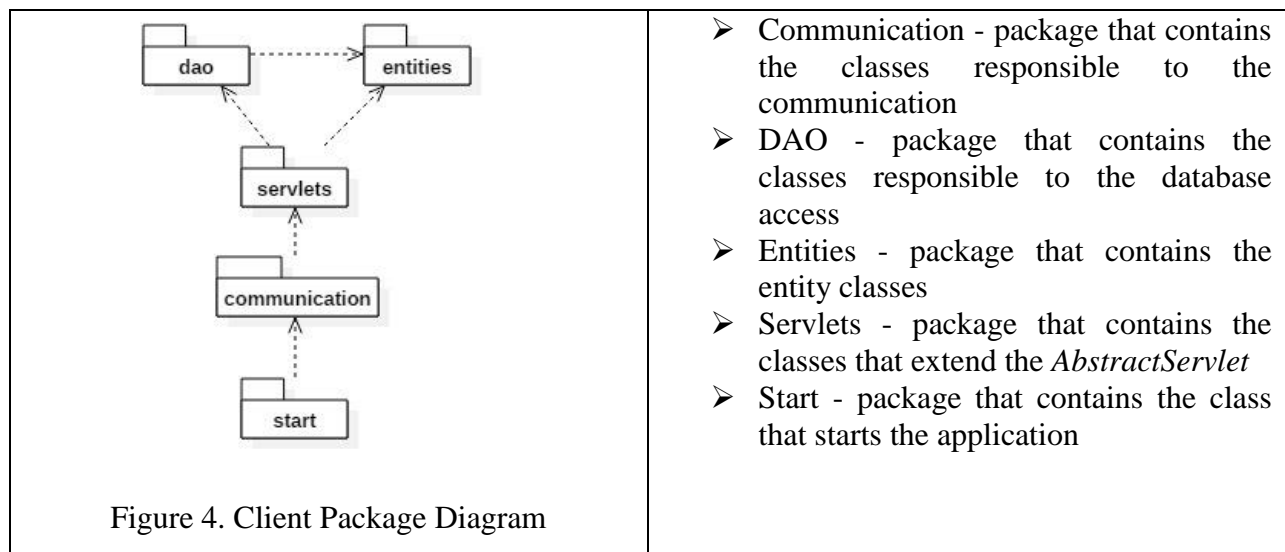 dao
entities
servlets
communication
start
Figure 4. Client Package Diagram
➢ Communication - package that contains
the classes responsible to the
communication
➢ DAO - package that contains the
classes responsible to the database
access
➢ Entities - package that contains the
entity classes
➢ Servlets - package that contains the
classes that extend the AbstractServlet
➢ Start - package that contains the class
that starts the application